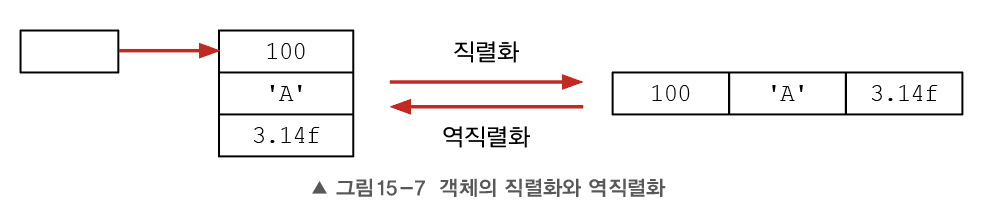 100
'A'
3.14f
직렬화
역직렬화
100 'A' 3.14f
▲ 그림 15-7 객체의 직렬화와 역직렬화